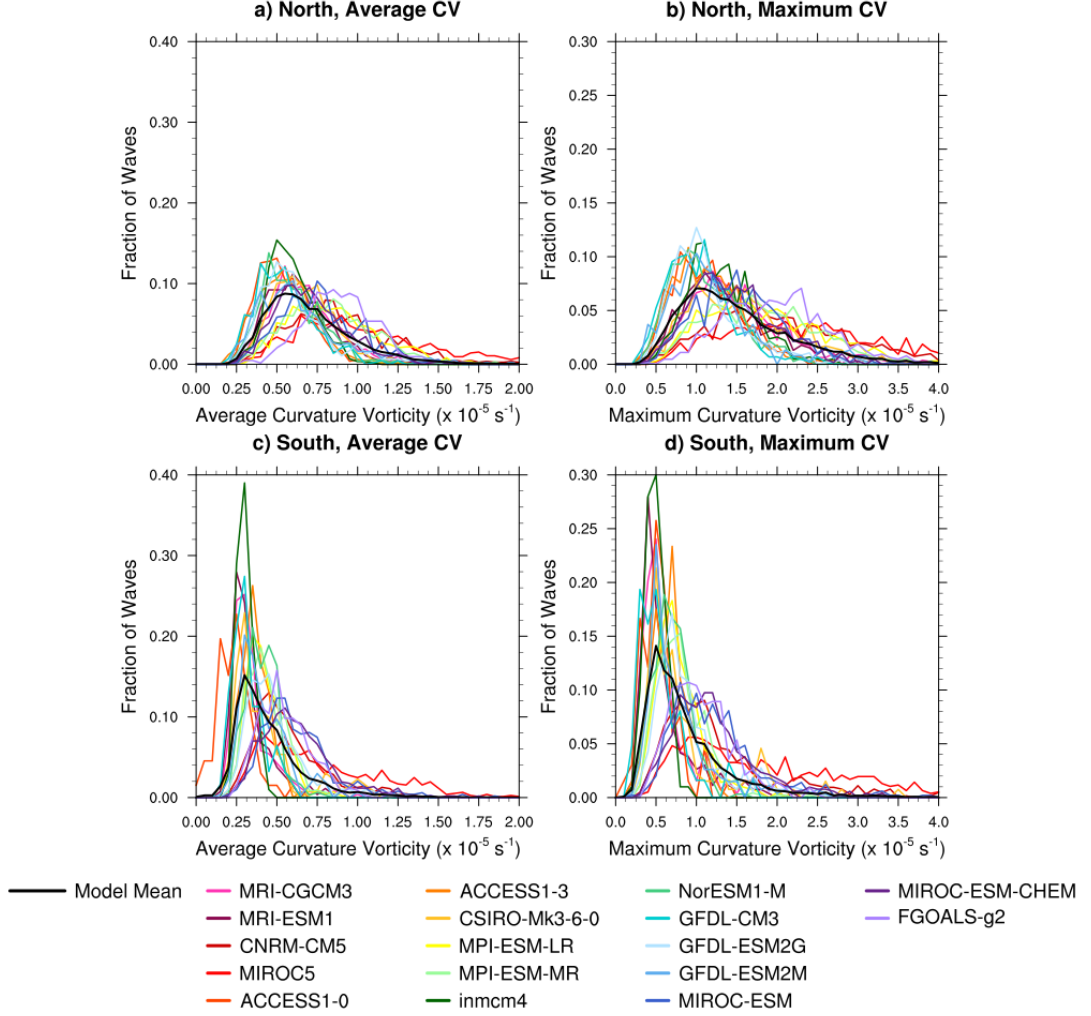 a) North, Average CV
b) North, Maximum CV
0.40
0.30
0.20
0.10
0.00
Fraction of Waves
0.00 0.25 0.50 0.75 1.00 1.25 1.50 1.75 2.00
Average Curvature Vorticity (x 10-5 s-1)
0.30
0.25
0.20
0.15
0.10
0.05
0.00
Fraction of Waves
0.0 0.5 1.0 1.5 2.0 2.5 3.0 3.5 4.0
Maximum Curvature Vorticity (x 10-5 s-1)
c) South, Average CV
d) South, Maximum CV
0.40
0.30
0.20
0.10
0.00
Fraction of Waves
0.00 0.25 0.50 0.75 1.00 1.25 1.50 1.75 2.00
Average Curvature Vorticity (x 10-5 s-1)
0.30
0.25
0.20
0.15
0.10
0.05
0.00
Fraction of Waves
0.0 0.5 1.0 1.5 2.0 2.5 3.0 3.5 4.0
Maximum Curvature Vorticity (x 10-5 s-1)
Model Mean
MRI-CGCM3
MRI-ESM1
CNRM-CM5
MIROC5
ACCESS1-0
ACCESS1-3
CSIRO-Mk3-6-0
MPI-ESM-LR
MPI-ESM-MR
inmcm4
NorESM1-M
GFDL-CM3
GFDL-ESM2G
GFDL-ESM2M
MIROC-ESM
MIROC-ESM-CHEM
FGOALS-g2